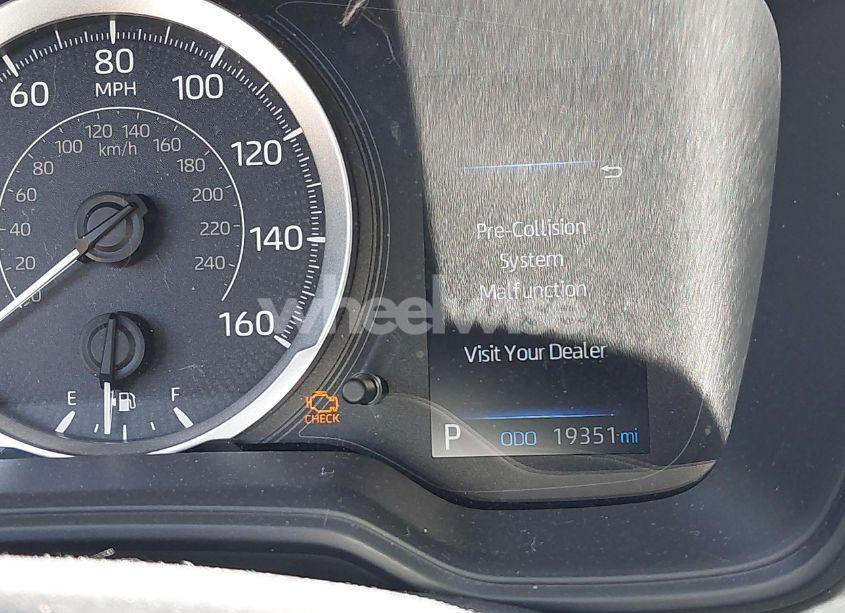 60
80
100
MPH
120
140
160
20
40
60
80
100
120
140
160
180
200
220
240
km/h
E
F
CHECK
Pre-Collision
System
Malfunction
Visit Your Dealer
P ODO 19351 mi
wheelwise